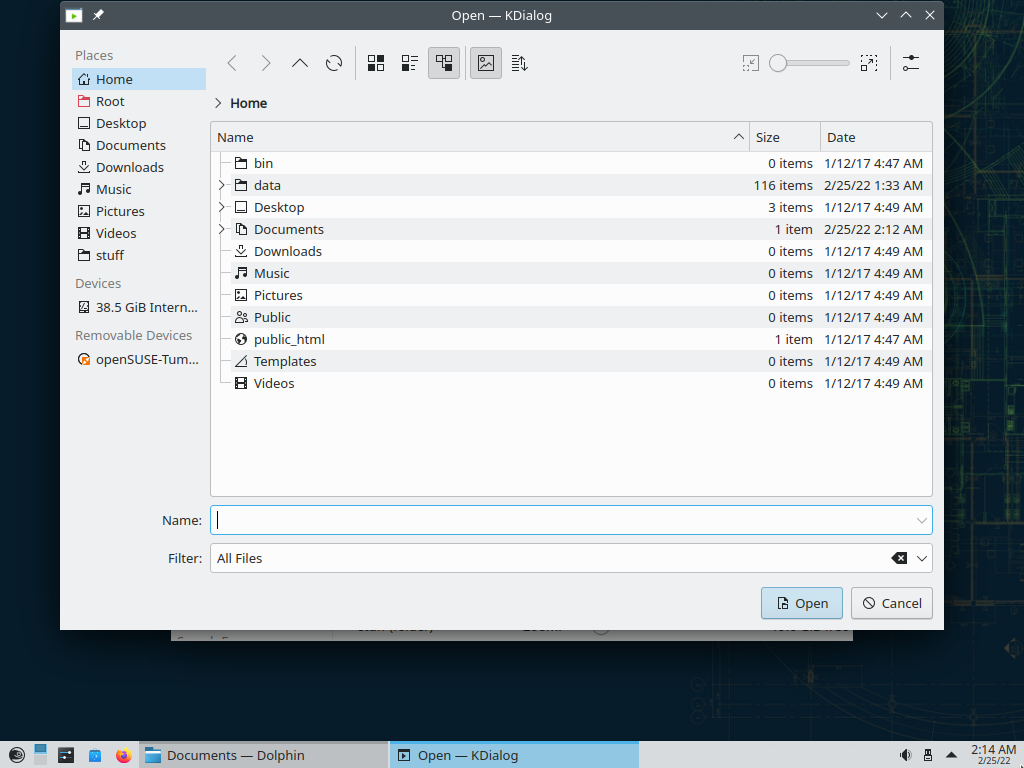 Open — KDialog
Places
Home
Root
Desktop
Documents
Downloads
Music
Pictures
Videos
stuff
Devices
38.5 GiB Intern...
Removable Devices
openSUSE-Tum...
Home
Name Size Date
bin 0 items 1/12/17 4:47 AM
data 116 items 2/25/22 1:33 AM
Desktop 3 items 1/12/17 4:49 AM
Documents 1 item 2/25/22 2:12 AM
Downloads 0 items 1/12/17 4:49 AM
Music 0 items 1/12/17 4:49 AM
Pictures 0 items 1/12/17 4:49 AM
Public 0 items 1/12/17 4:49 AM
public_html 1 item 1/12/17 4:47 AM
Templates 0 items 1/12/17 4:49 AM
Videos 0 items 1/12/17 4:49 AM
Name:
Filter: All Files
Open Cancel
Documents — Dolphin
Open — KDialog
2:14 AM
2/25/22